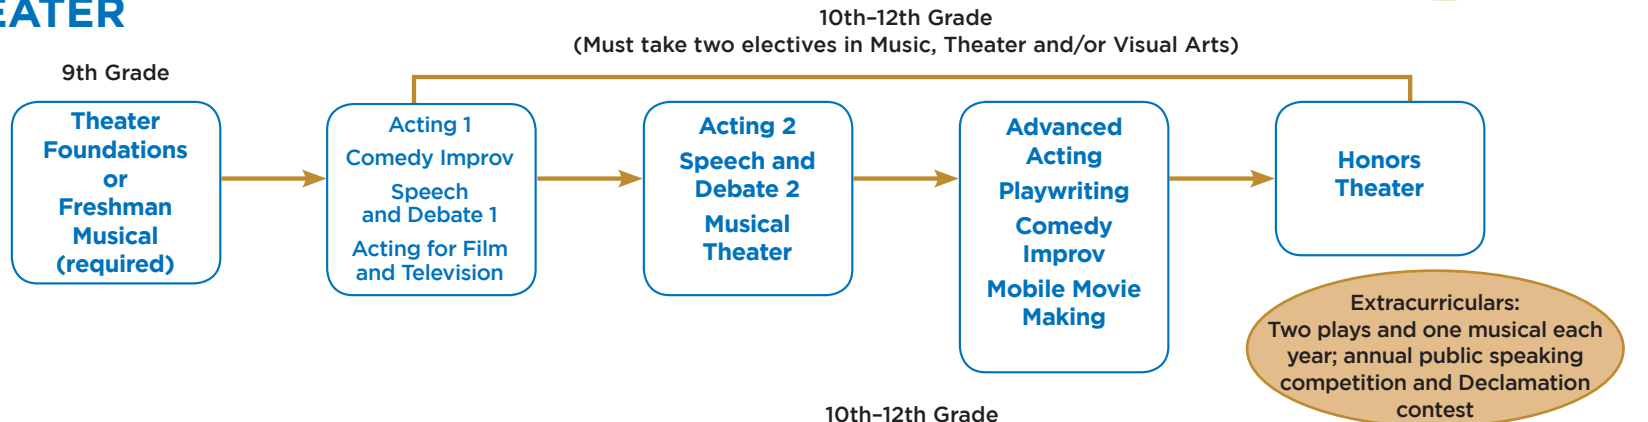 EATER
10th–12th Grade
(Must take two electives in Music, Theater and/or Visual Arts)
9th Grade
Theater
Foundations
or
Freshman
Musical
(required)
Acting 1
Comedy Improv
Speech
and Debate 1
Acting for Film
and Television
Acting 2
Speech and
Debate 2
Musical
Theater
Advanced
Acting
Playwriting
Comedy
Improv
Mobile Movie
Making
Honors
Theater
Extracurriculars:
Two plays and one musical each
year; annual public speaking
competition and Declamation
contest
10th–12th Grade